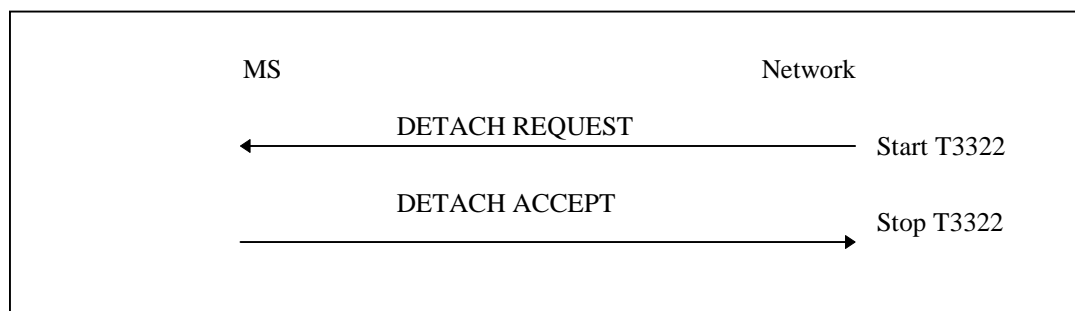 MS Network
DETACH REQUEST
Start T3322
DETACH ACCEPT
Stop T3322